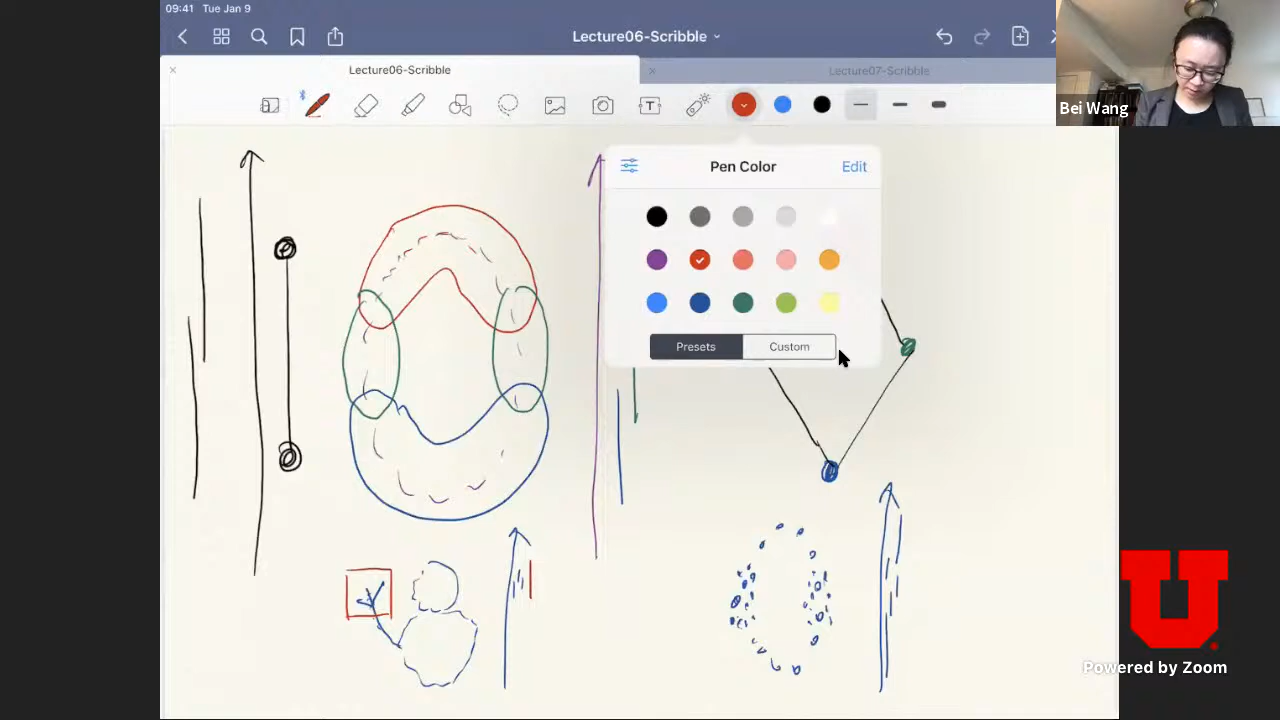 09:41 Tue Jan 9
Lecture06-Scribble
Lecture06-Scribble
Lecture07-Scribble
T
Bei Wang
Pen Color
Edit
Presets
Custom
U
Powered by Zoom